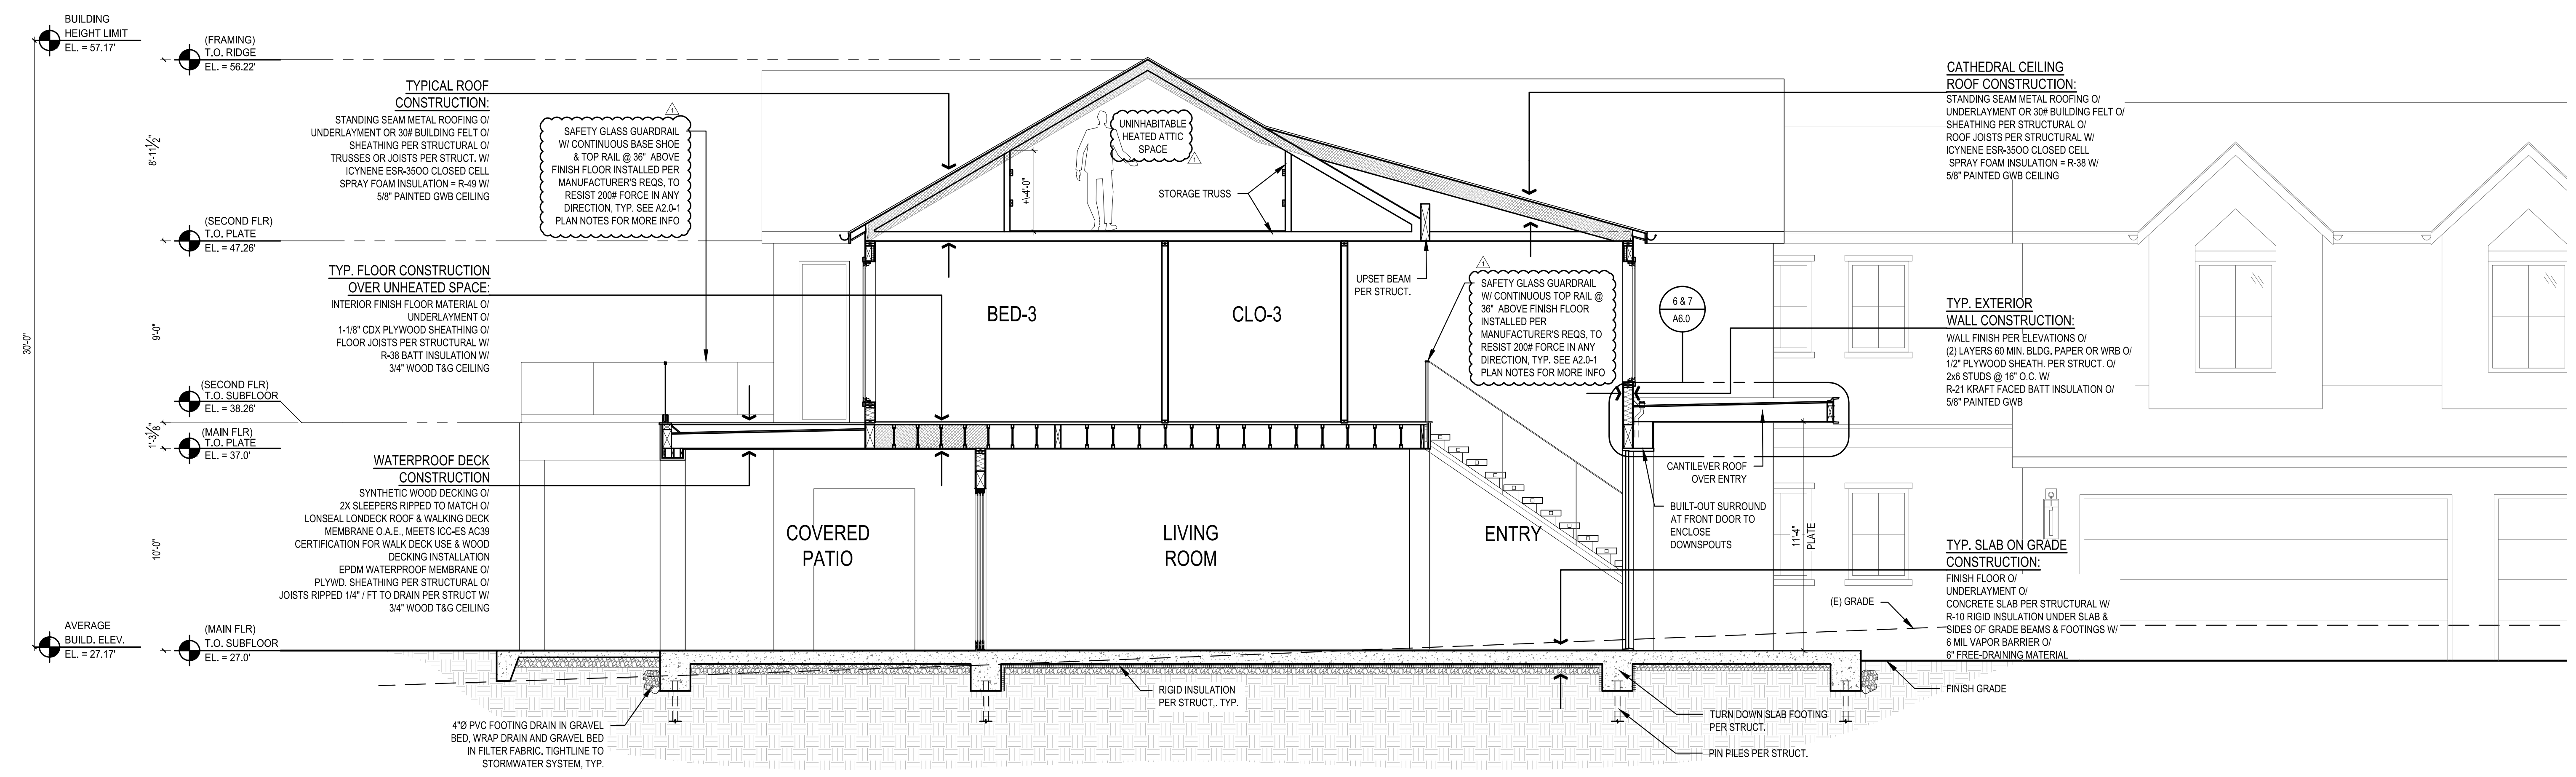 BUILDING
HEIGHT LIMIT
EL. = 57.17'
(FRAMING)
T.O. RIDGE
EL. = 56.22'
(SECOND FLR)
T.O. PLATE
EL. = 47.26'
(SECOND FLR)
T.O. SUBFLOOR
EL. = 38.26'
(MAIN FLR)
T.O. PLATE
EL. = 37.0'
AVERAGE
BUILD. ELEV.
EL. = 27.17'
(MAIN FLR)
T.O. SUBFLOOR
EL. = 27.0'
30'-0"
8'-11 1/2"
9'-0"
1'-3 1/8"
10'-0"
TYPICAL ROOF
CONSTRUCTION:
STANDING SEAM METAL ROOFING O/
UNDERLAYMENT OR 30# BUILDING FELT O/
SHEATHING PER STRUCTURAL O/
TRUSSES OR JOISTS PER STRUCT. W/
ICYNENE ESR-35OO CLOSED CELL
SPRAY FOAM INSULATION = R-49 W/
5/8" PAINTED GWB CEILING
TYP. FLOOR CONSTRUCTION
OVER UNHEATED SPACE:
INTERIOR FINISH FLOOR MATERIAL O/
UNDERLAYMENT O/
1-1/8" CDX PLYWOOD SHEATHING O/
FLOOR JOISTS PER STRUCTURAL W/
R-38 BATT INSULATION W/
3/4" WOOD T&G CEILING
WATERPROOF DECK
CONSTRUCTION
SYNTHETIC WOOD DECKING O/
2X SLEEPERS RIPPED TO MATCH O/
LONSEAL LONDECK ROOF & WALKING DECK
MEMBRANE O.A.E., MEETS ICC-ES AC39
CERTIFICATION FOR WALK DECK USE & WOOD
DECKING INSTALLATION
EPDM WATERPROOF MEMBRANE O/
PLYWD. SHEATHING PER STRUCTURAL O/
JOISTS RIPPED 1/4" / FT TO DRAIN PER STRUCT W/
3/4" WOOD T&G CEILING
1
SAFETY GLASS GUARDRAIL
W/ CONTINUOUS BASE SHOE
& TOP RAIL @ 36" ABOVE
FINISH FLOOR INSTALLED PER
MANUFACTURER'S REQS, TO
RESIST 200# FORCE IN ANY
DIRECTION, TYP. SEE A2.0-1
PLAN NOTES FOR MORE INFO
+/-4'-0"
UNINHABITABLE
HEATED ATTIC
SPACE
1
STORAGE TRUSS
BED-3
CLO-3
UPSET BEAM
PER STRUCT.
1
SAFETY GLASS GUARDRAIL
W/ CONTINUOUS TOP RAIL @
36" ABOVE FINISH FLOOR
INSTALLED PER
MANUFACTURER'S REQS, TO
RESIST 200# FORCE IN ANY
DIRECTION, TYP. SEE A2.0-1
PLAN NOTES FOR MORE INFO
6 & 7
A6.0
COVERED
PATIO
LIVING
ROOM
ENTRY
CANTILEVER ROOF
OVER ENTRY
BUILT-OUT SURROUND
AT FRONT DOOR TO
ENCLOSE
DOWNSPOUTS
11'-4"
PLATE
CATHEDRAL CEILING
ROOF CONSTRUCTION:
STANDING SEAM METAL ROOFING O/
UNDERLAYMENT OR 30# BUILDING FELT O/
SHEATHING PER STRUCTURAL O/
ROOF JOISTS PER STRUCTURAL W/
ICYNENE ESR-35OO CLOSED CELL
SPRAY FOAM INSULATION = R-38 W/
5/8" PAINTED GWB CEILING
TYP. EXTERIOR
WALL CONSTRUCTION:
WALL FINISH PER ELEVATIONS O/
(2) LAYERS 60 MIN. BLDG. PAPER OR WRB O/
1/2" PLYWOOD SHEATH. PER STRUCT. O/
2x6 STUDS @ 16" O.C. W/
R-21 KRAFT FACED BATT INSULATION O/
5/8" PAINTED GWB
TYP. SLAB ON GRADE
CONSTRUCTION:
FINISH FLOOR O/
UNDERLAYMENT O/
CONCRETE SLAB PER STRUCTURAL W/
R-10 RIGID INSULATION UNDER SLAB &
SIDES OF GRADE BEAMS & FOOTINGS W/
6 MIL VAPOR BARRIER O/
6" FREE-DRAINING MATERIAL
(E) GRADE
FINISH GRADE
RIGID INSULATION
PER STRUCT,. TYP.
4"Ø PVC FOOTING DRAIN IN GRAVEL
BED, WRAP DRAIN AND GRAVEL BED
IN FILTER FABRIC. TIGHTLINE TO
STORMWATER SYSTEM, TYP.
TURN DOWN SLAB FOOTING
PER STRUCT.
PIN PILES PER STRUCT.